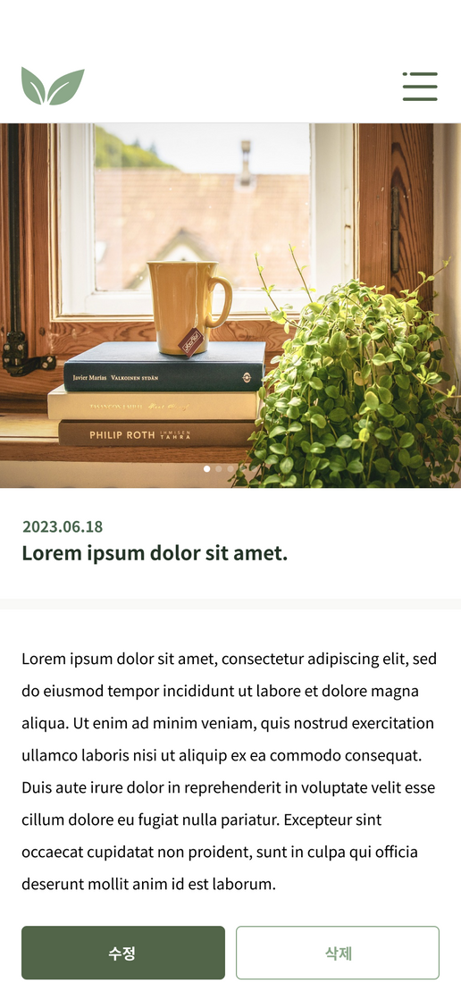 Javier Marias VALKOINEN SYDÄN
PHILIP ROTH IHMISEN
TAHRA
2023.06.18
Lorem ipsum dolor sit amet.
Lorem ipsum dolor sit amet, consectetur adipiscing elit, sed
do eiusmod tempor incididunt ut labore et dolore magna
aliqua. Ut enim ad minim veniam, quis nostrud exercitation
ullamco laboris nisi ut aliquip ex ea commodo consequat.
Duis aute irure dolor in reprehenderit in voluptate velit esse
cillum dolore eu fugiat nulla pariatur. Excepteur sint
occaecat cupidatat non proident, sunt in culpa qui officia
deserunt mollit anim id est laborum.
수정 삭제